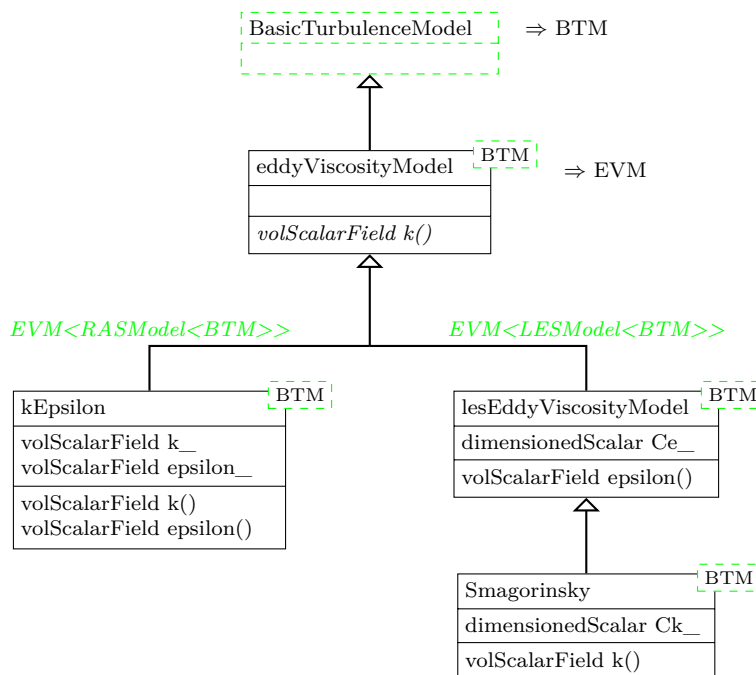 BasicTurbulenceModel ⇒ BTM
BTM
eddyViscosityModel
⇒ EVM
volScalarField k()
EVM<RASModel<BTM>>
EVM<LESModel<BTM>>
BTM
kEpsilon
volScalarField k_
volScalarField epsilon_
volScalarField k()
volScalarField epsilon()
BTM
lesEddyViscosityModel
dimensionedScalar Ce_
volScalarField epsilon()
BTM
Smagorinsky
dimensionedScalar Ck_
volScalarField k()